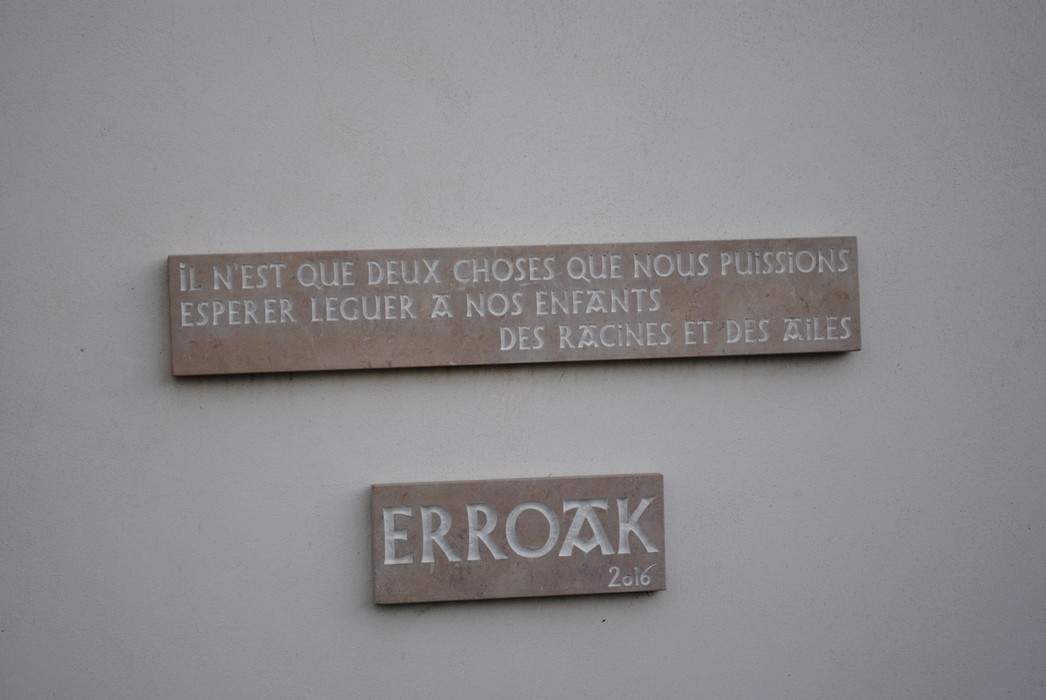 iL N'EST QUE DEUX CHOSES QUE NOUS PUiSSiONS
ESPERER LEGUER A NOS ENFANTS
DES RACiNES ET DES AiLES
ERROAK
2016